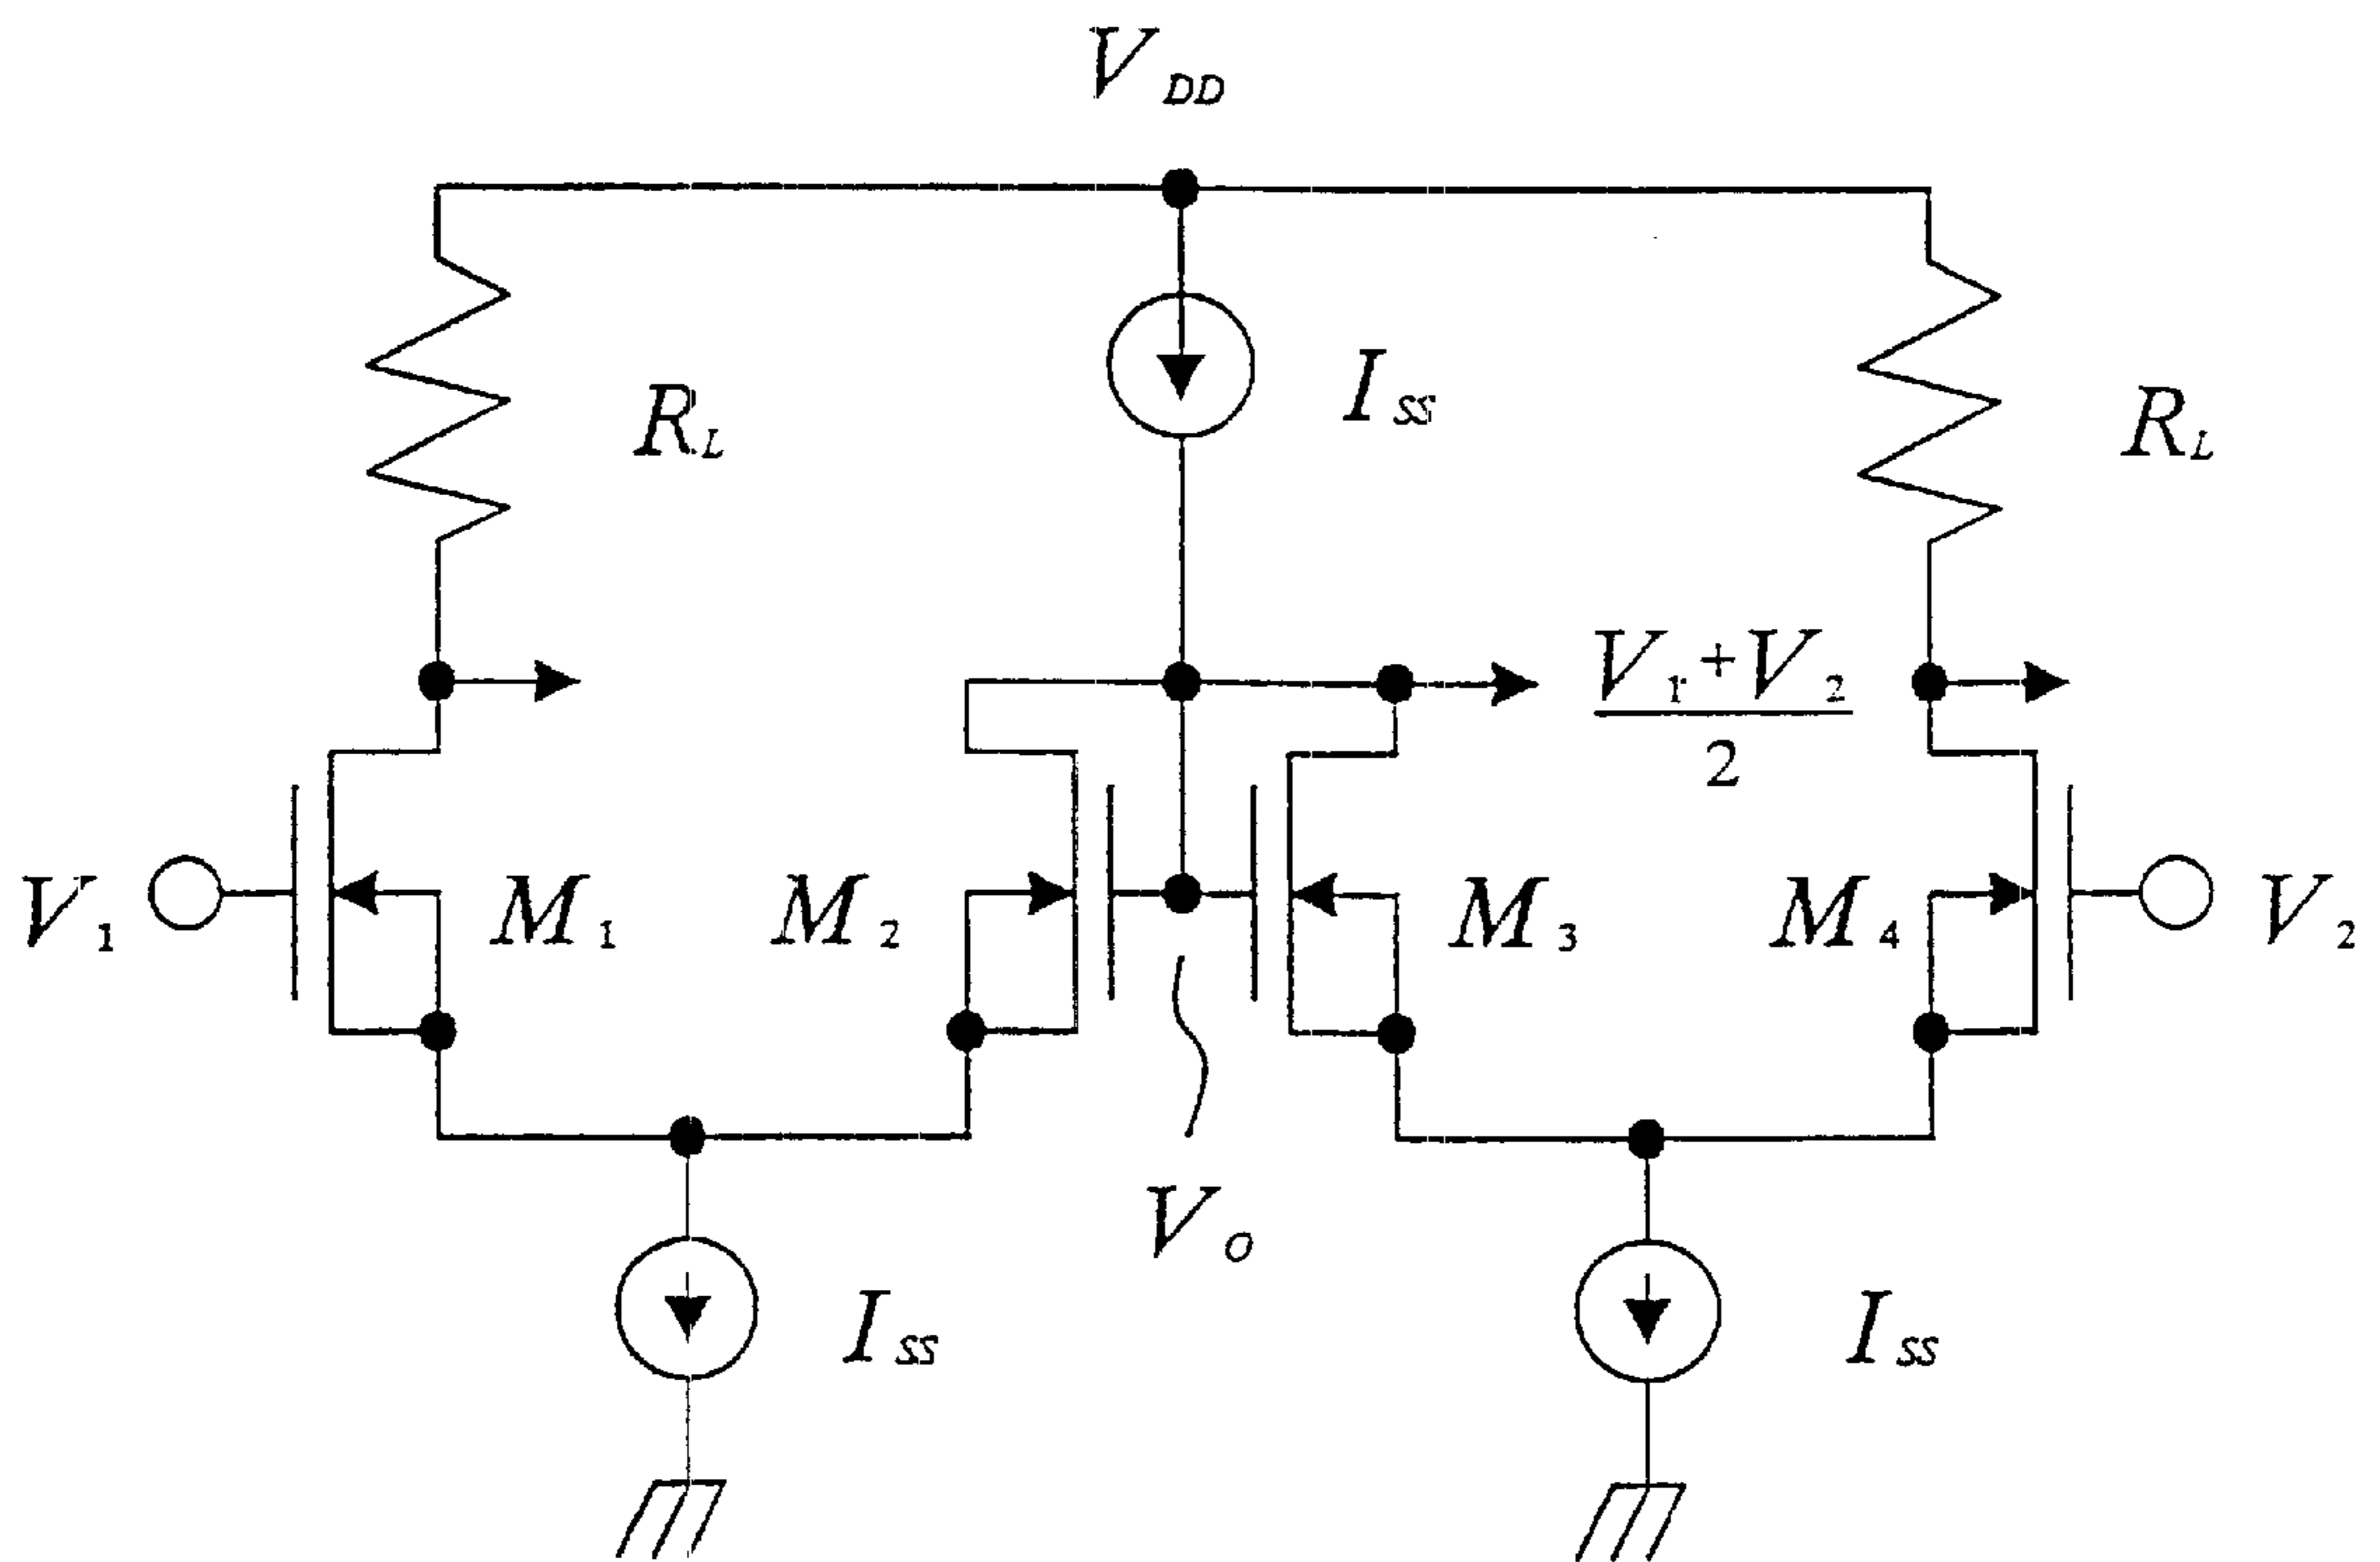 V_DD
R_L
I_SS
R_L
V_1+V_2
2
V_1
M_1
M_2
M_3
M_4
V_2
V_O
I_SS
I_SS